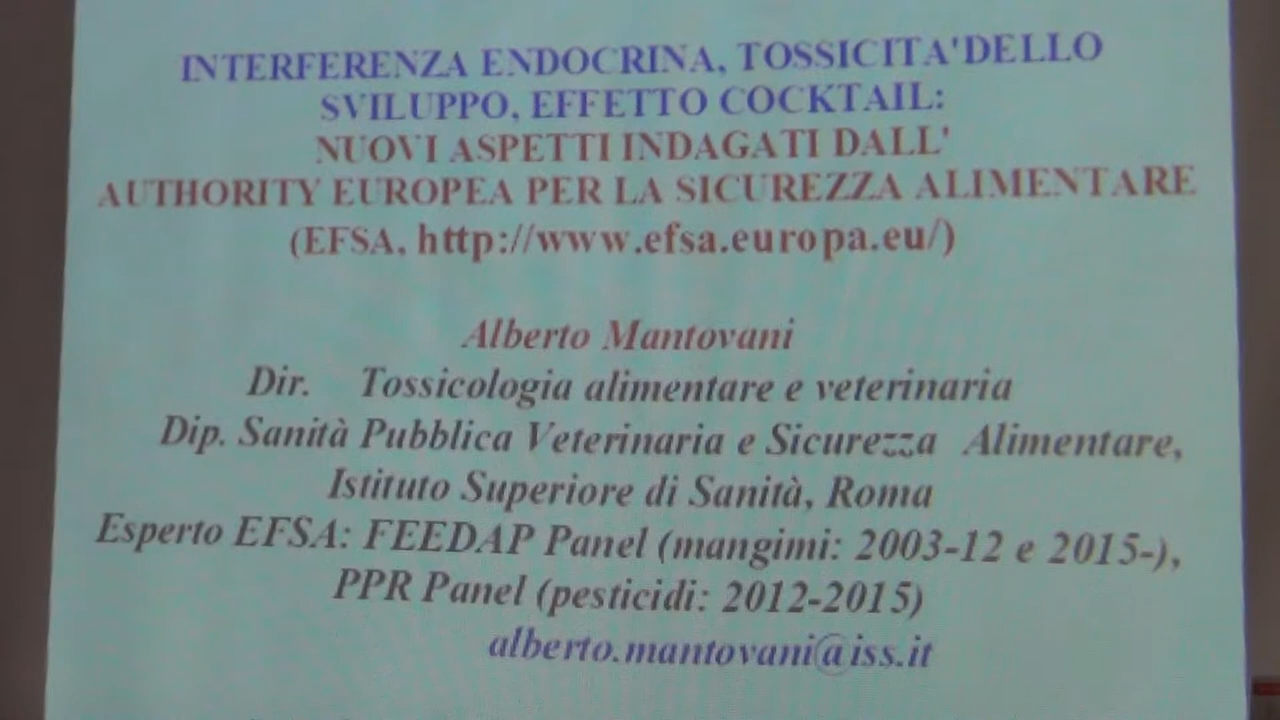 INTERFERENZA ENDOCRINA, TOSSICITA'DELLO
SVILUPPO, EFFETTO COCKTAIL:
NUOVI ASPETTI INDAGATI DALL'
AUTHORITY EUROPEA PER LA SICUREZZA ALIMENTARE
(EFSA, http://www.efsa.europa.eu/)
Alberto Mantovani
Dir. Tossicologia alimentare e veterinaria
Dip. Sanità Pubblica Veterinaria e Sicurezza Alimentare,
Istituto Superiore di Sanità, Roma
Esperto EFSA: FEEDAP Panel (mangimi: 2003-12 e 2015-),
PPR Panel (pesticidi: 2012-2015)
alberto.mantovani@iss.it